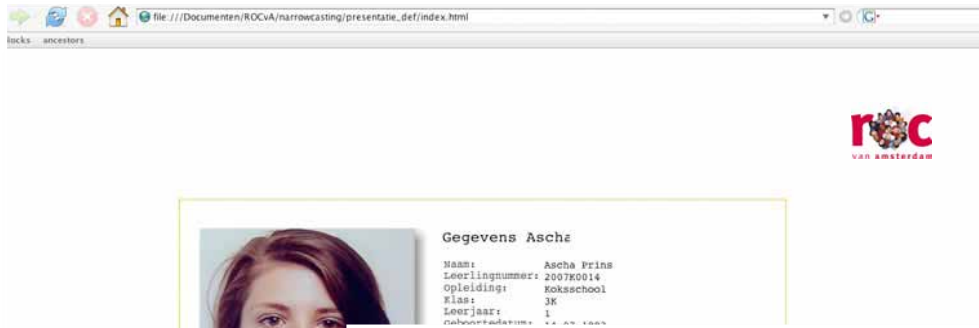 file:///Documenten/ROCvA/narrowcasting/presentatie_def/index.html
G
locks ancestors
roc
van amsterdam
Gegevens Ascha
Naam: Ascha Prins
Leerlingnummer: 2007K0014
Opleiding: Koksschool
Klas: 3K
Leerjaar: 1
Geboortedatum: